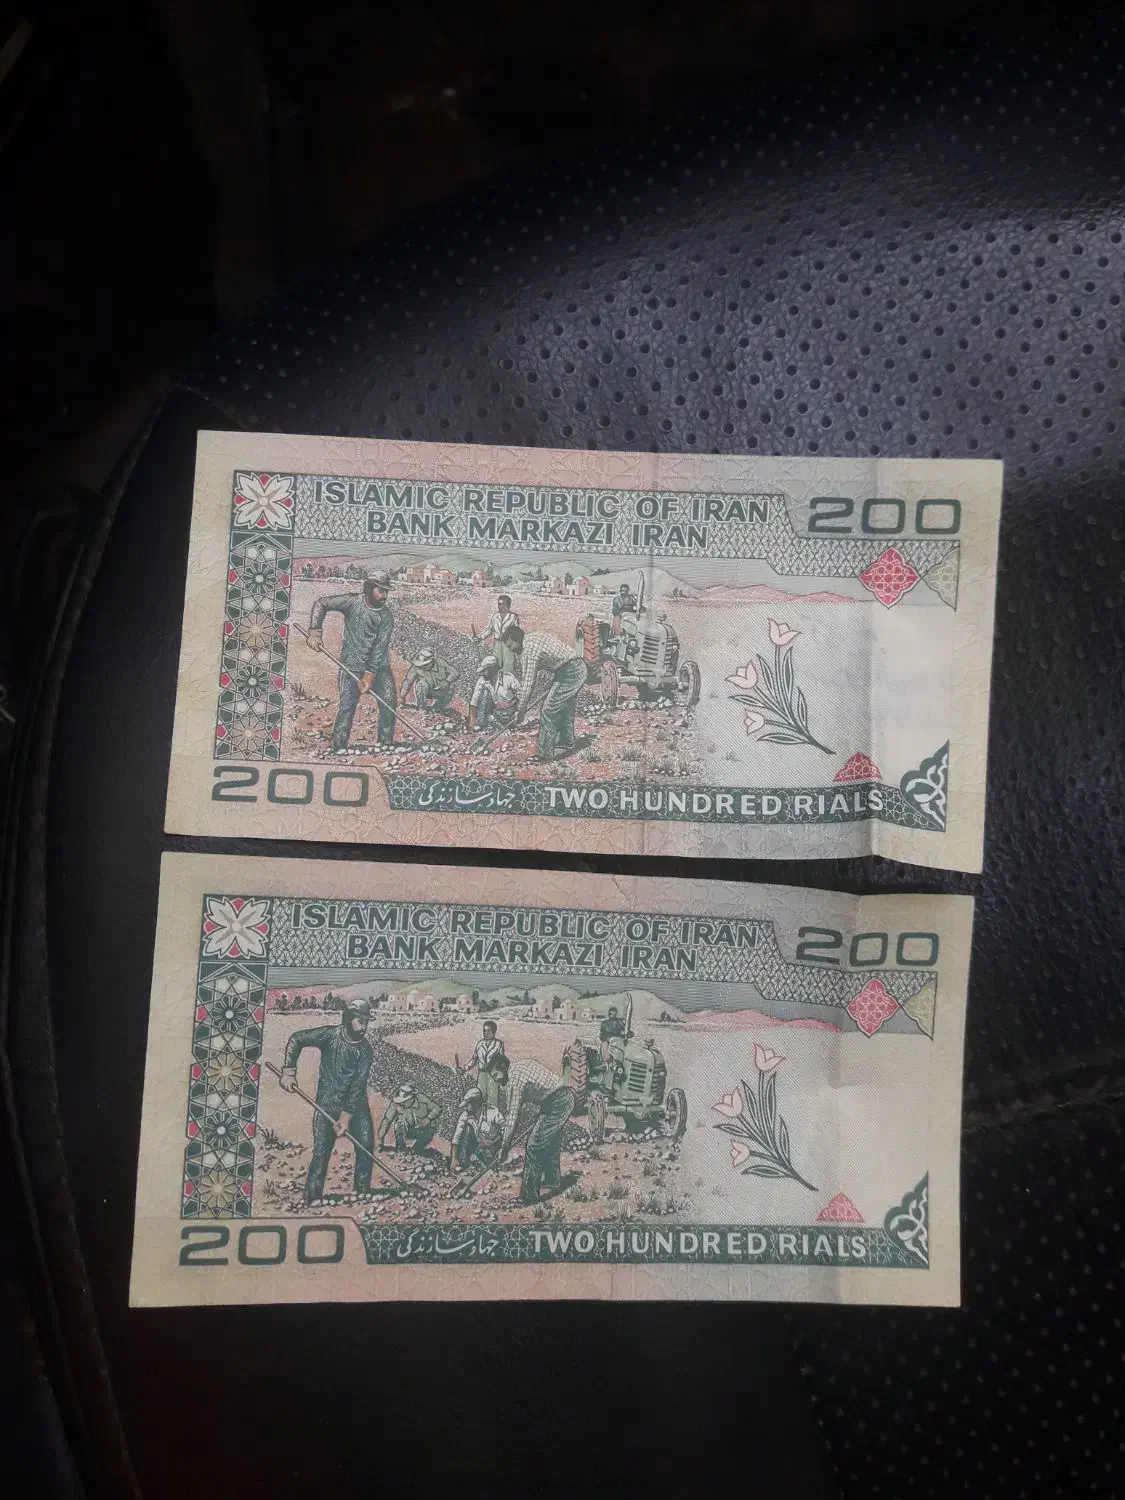 ISLAMIC REPUBLIC OF IRAN
BANK MARKAZI IRAN
200
200
جهاد سازندگی TWO HUNDRED RIALS
ISLAMIC REPUBLIC OF IRAN
BANK MARKAZI IRAN
200
200
جهاد سازندگی TWO HUNDRED RIALS